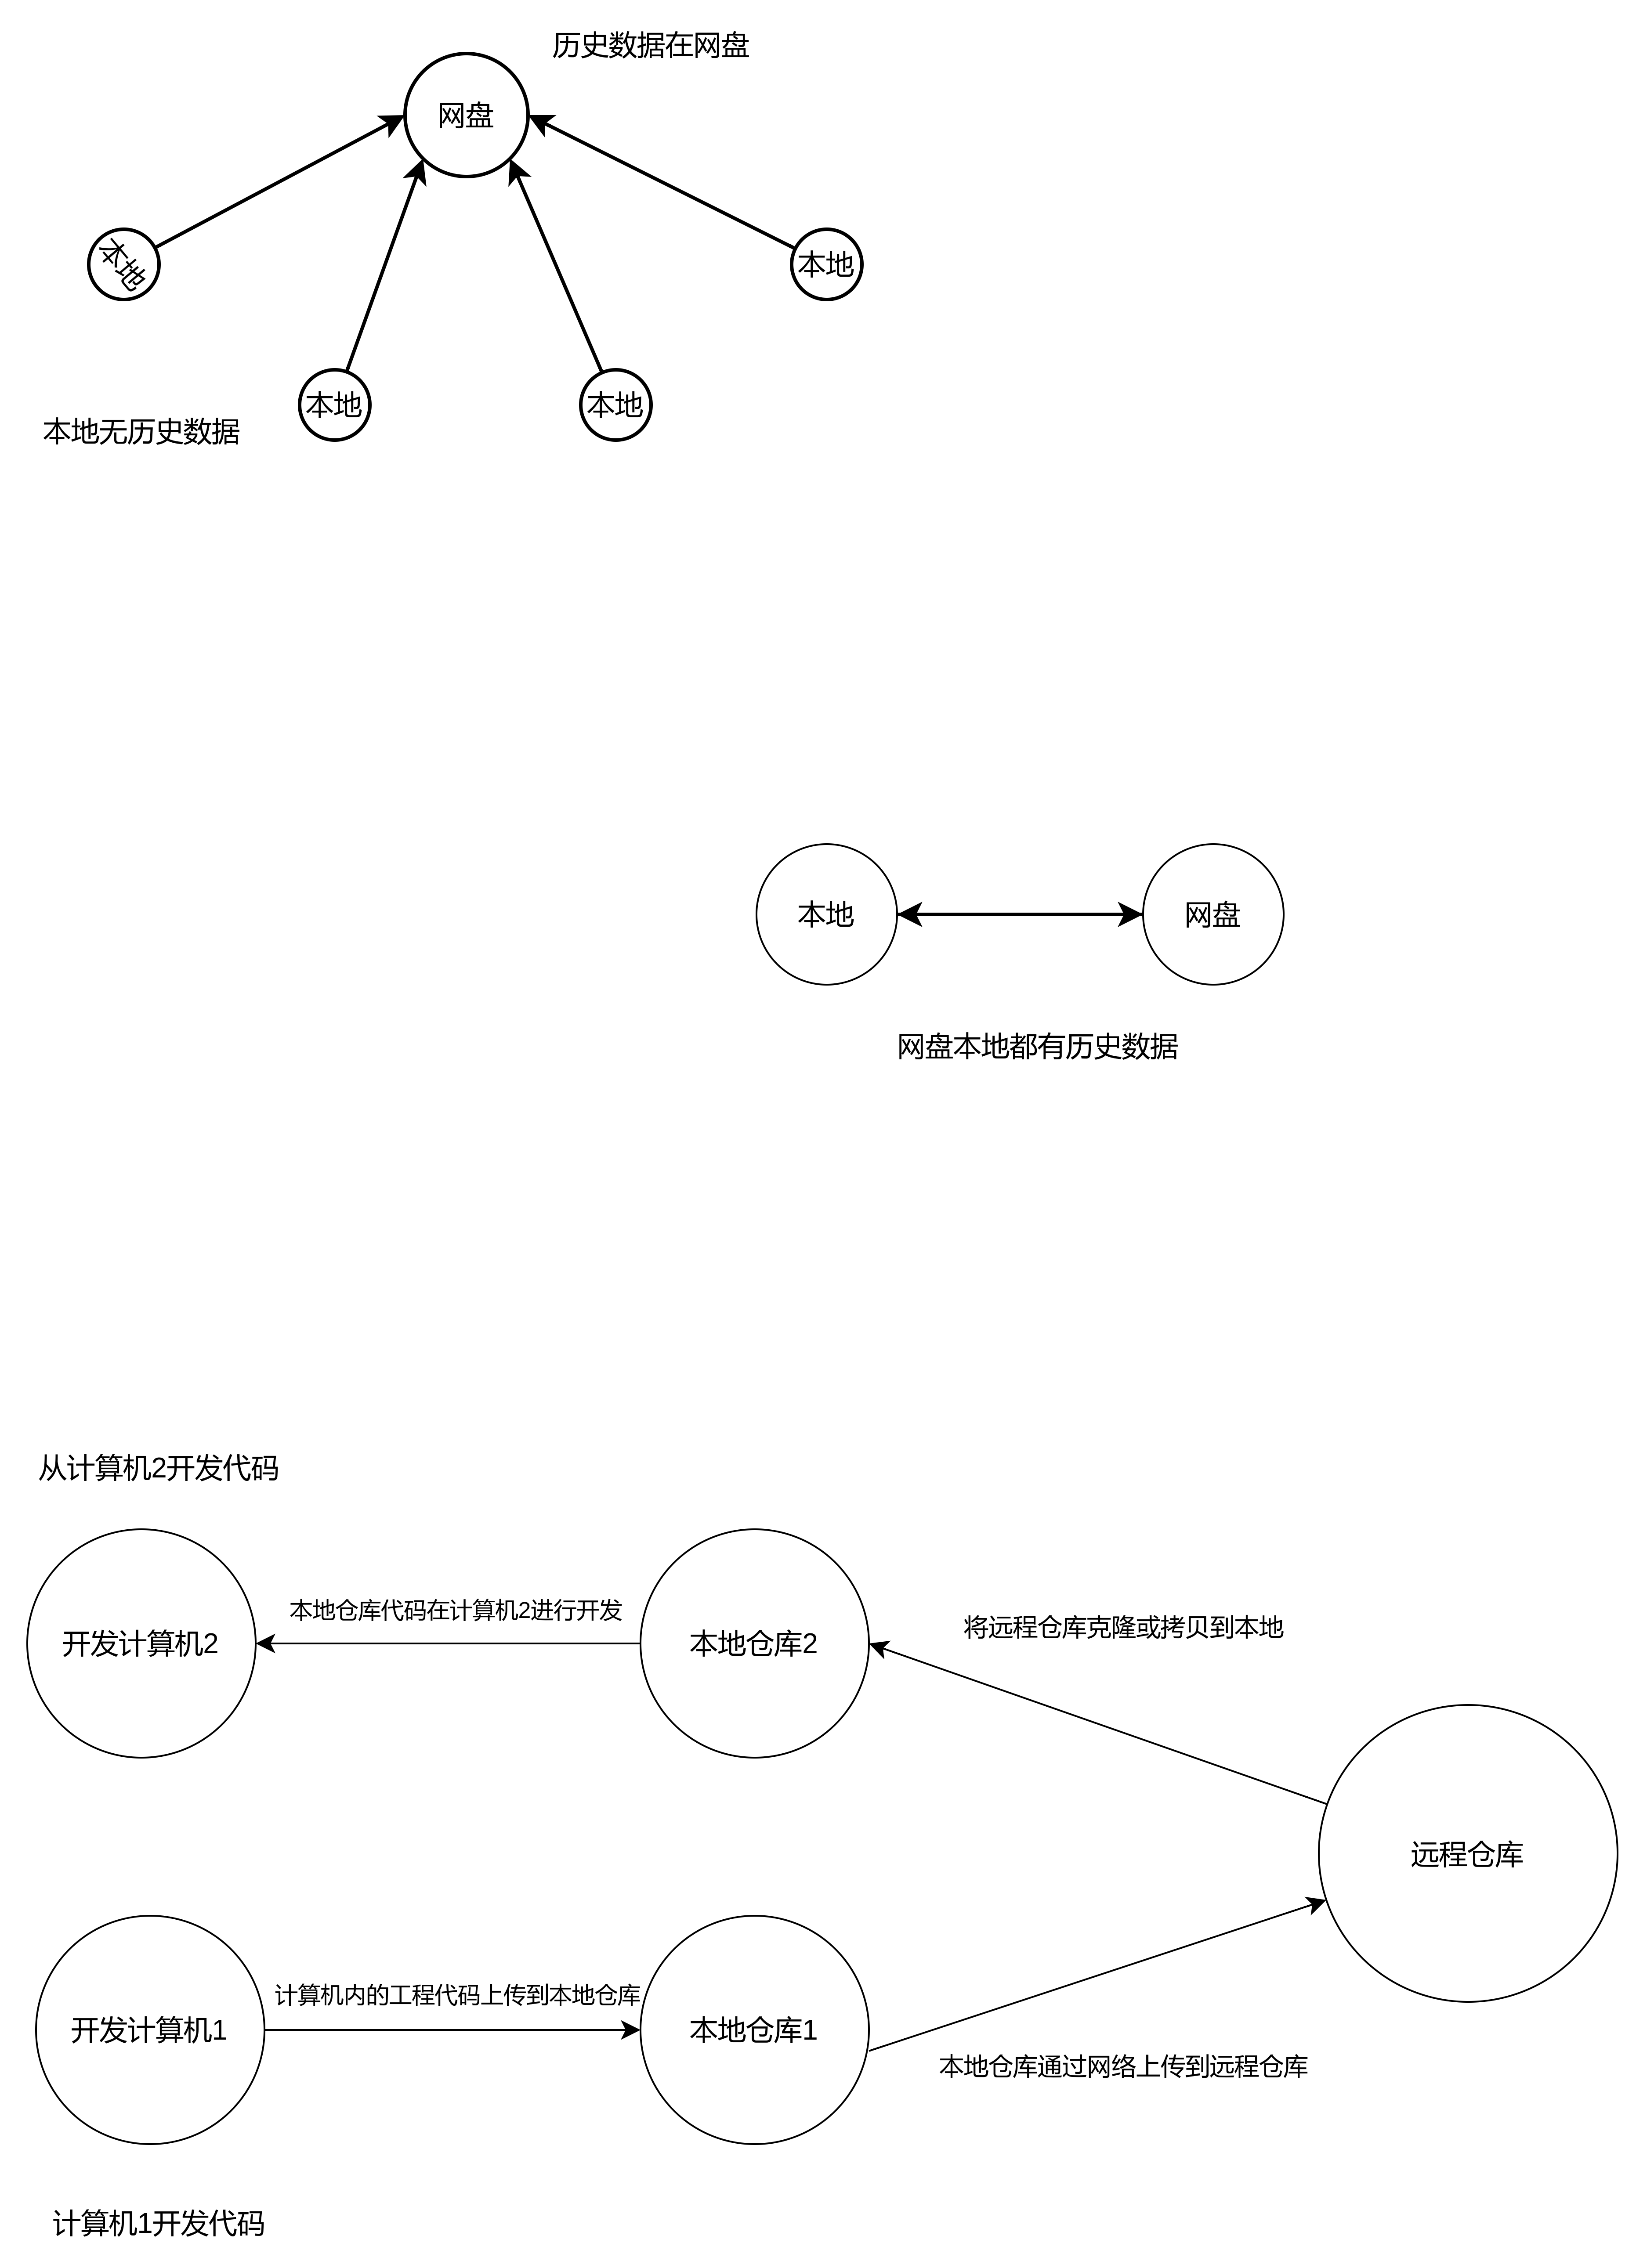 历史数据在网盘
网盘
本地
本地
本地
本地
本地无历史数据
本地
网盘
网盘本地都有历史数据
从计算机2开发代码
本地仓库代码在计算机2进行开发
将远程仓库克隆或拷贝到本地
开发计算机2
本地仓库2
远程仓库
计算机内的工程代码上传到本地仓库
开发计算机1
本地仓库1
本地仓库通过网络上传到远程仓库
计算机1开发代码